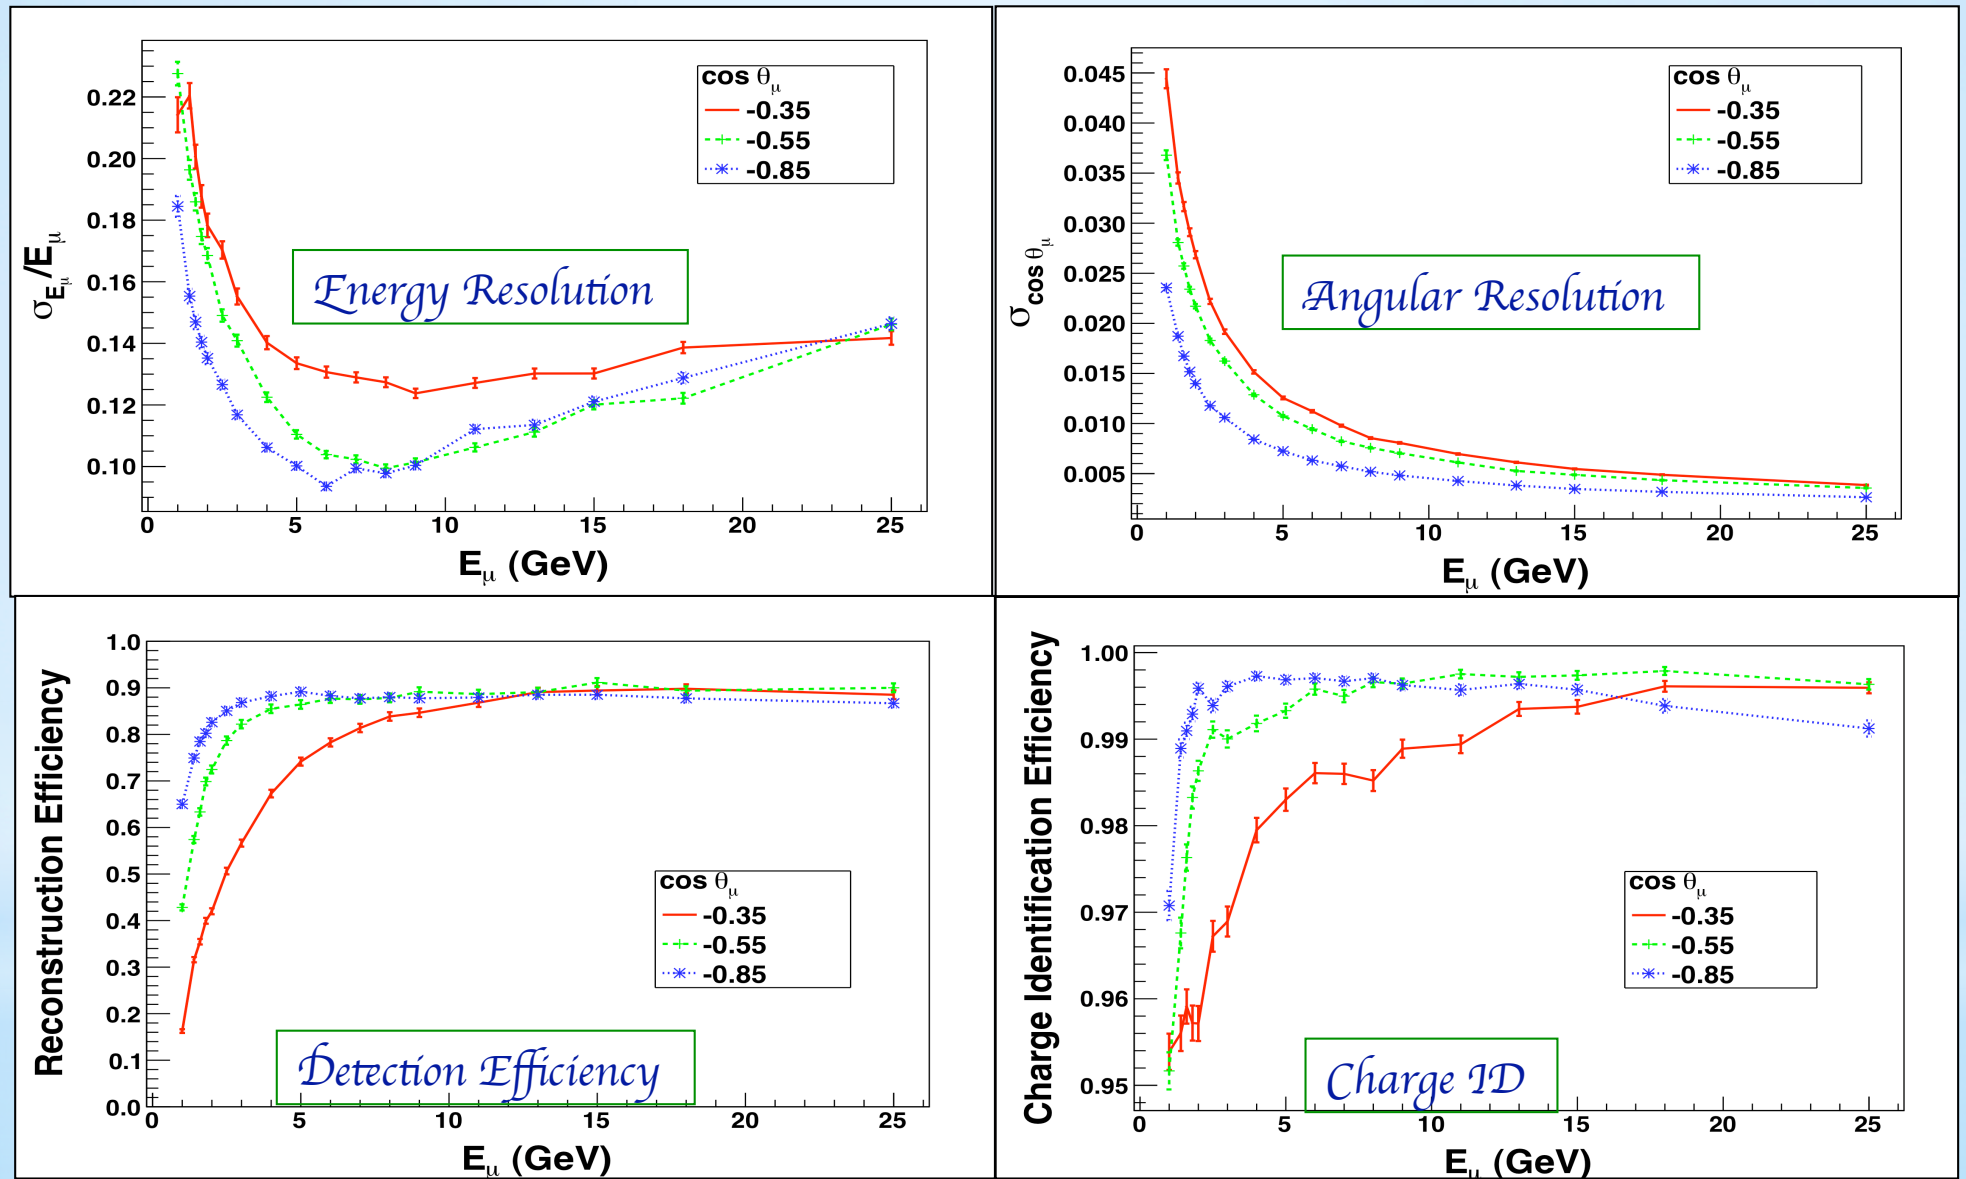 σEμ/Eμ
0.22
0.20
0.18
0.16
0.14
0.12
0.10
cos θμ
-0.35
-0.55
-0.85
Energy Resolution
0 5 10 15 20 25
Eμ (GeV)
σcos θμ
0.045
0.040
0.035
0.030
0.025
0.020
0.015
0.010
0.005
cos θμ
-0.35
-0.55
-0.85
Angular Resolution
0 5 10 15 20 25
Eμ (GeV)
Reconstruction Efficiency
1.0
0.9
0.8
0.7
0.6
0.5
0.4
0.3
0.2
0.1
0.0
cos θμ
-0.35
-0.55
-0.85
Detection Efficiency
0 5 10 15 20 25
Eμ (GeV)
Charge Identification Efficiency
1.00
0.99
0.98
0.97
0.96
0.95
cos θμ
-0.35
-0.55
-0.85
Charge ID
0 5 10 15 20 25
Eμ (GeV)